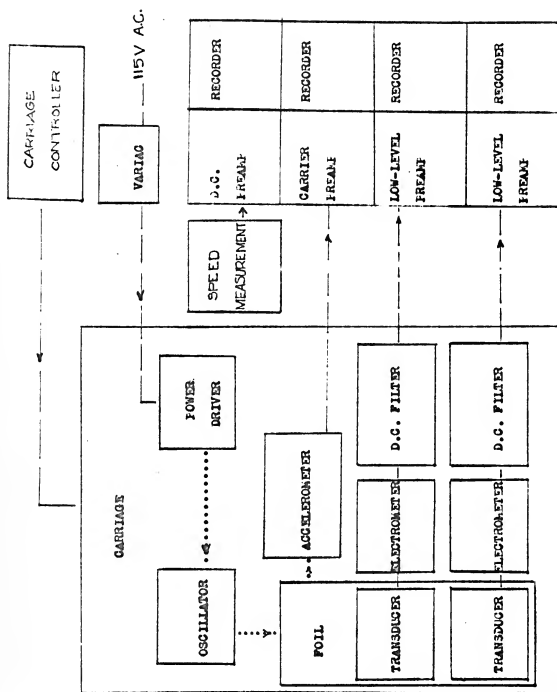 CARRIAGE
CONTROLLER
115V A.C.
VARIAC
CARRIAGE
POWER
DRIVER
OSCILLATOR
SPEED
MEASUREMENT
D.C.
PREAMP
RECORDER
FOIL
ACCELEROMETER
CARRIER
PREAMP
RECORDER
TRANSDUCER
ELECTROMETER
D.C. FILTER
LOW-LEVEL
PREAMP
RECORDER
TRANSDUCER
ELECTROMETER
D.C. FILTER
LOW-LEVEL
PREAMP
RECORDER